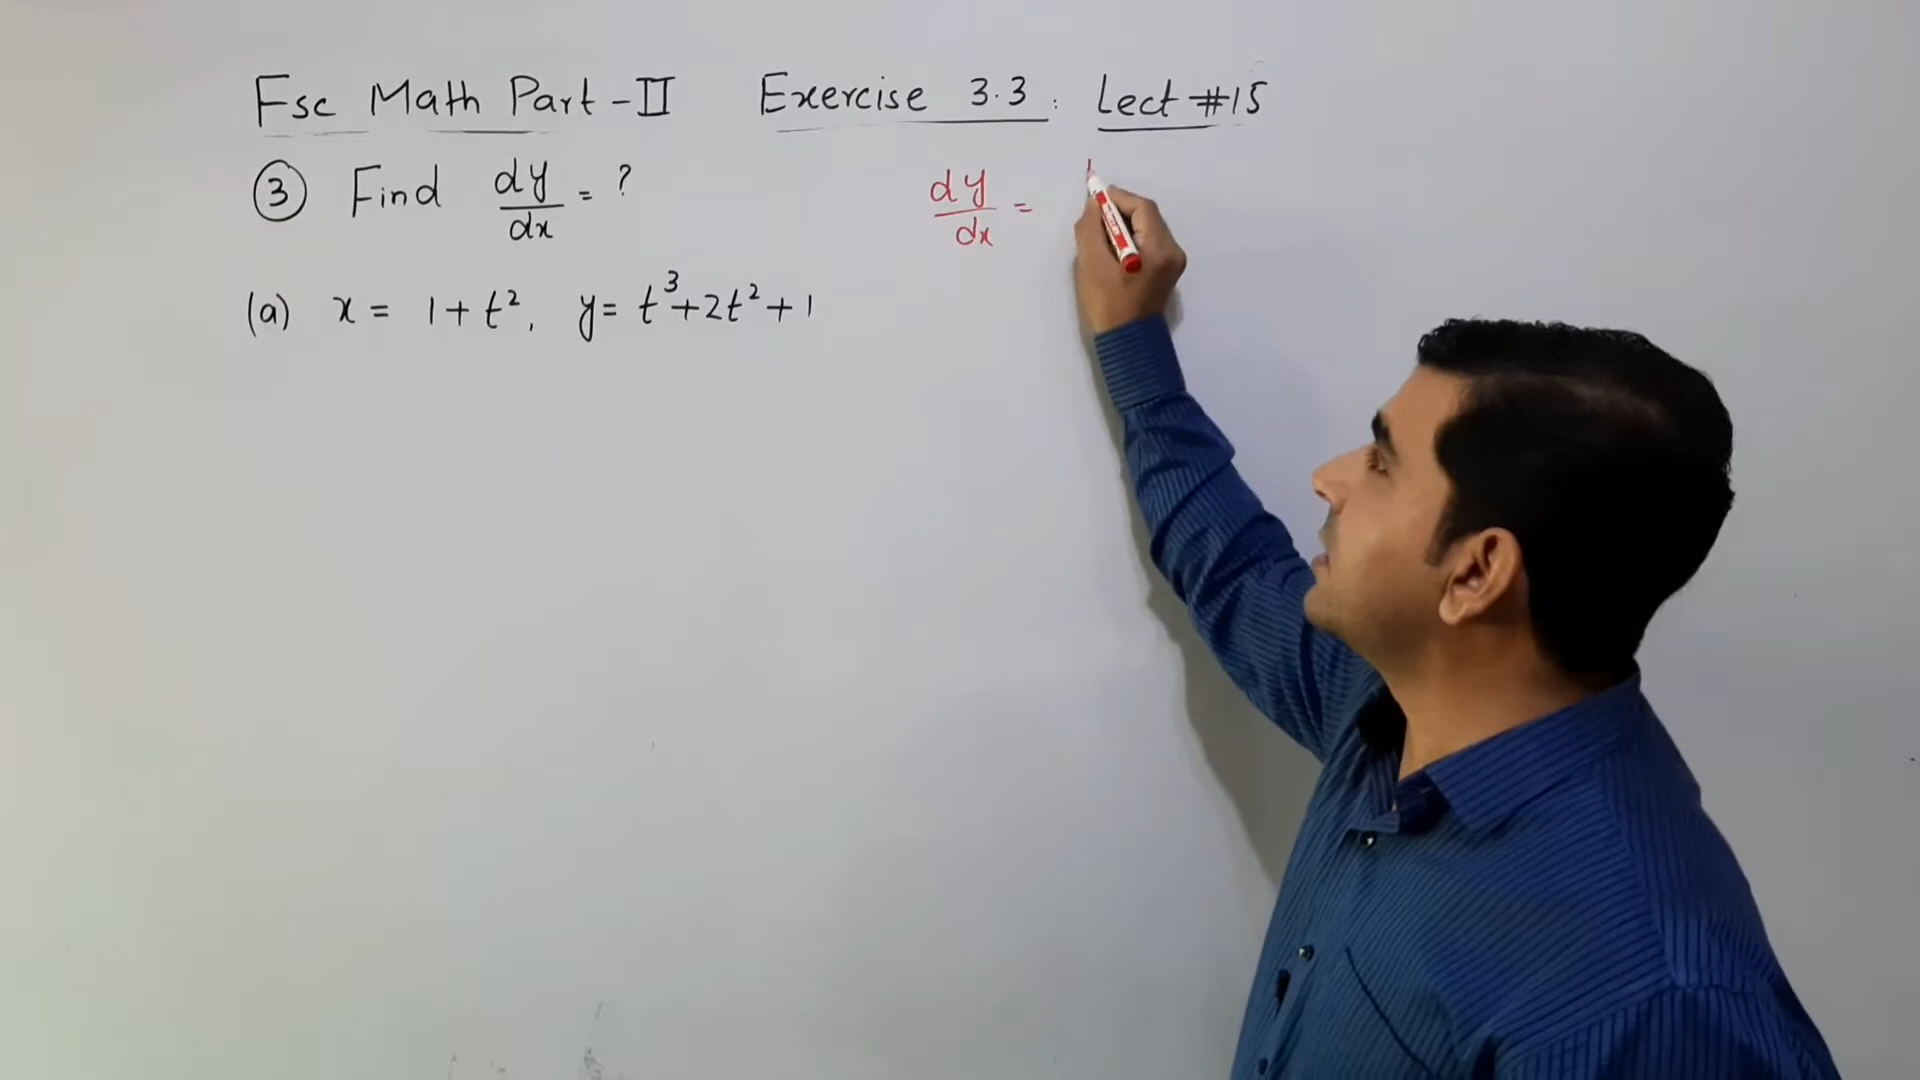 Fsc Math Part-II Exercise 3.3 : Lect #15
③ Find dy/dx = ? dy/dx =
(a) x = 1+t², y = t³+2t²+1